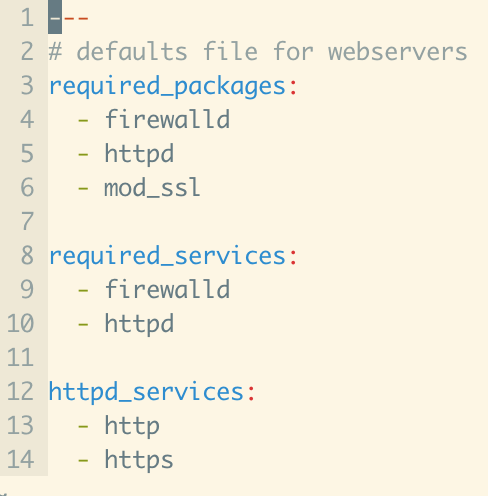 1 ---
2 # defaults file for webservers
3 required_packages:
4   - firewalld
5   - httpd
6   - mod_ssl
7
8 required_services:
9   - firewalld
10   - httpd
11
12 httpd_services:
13   - http
14   - https